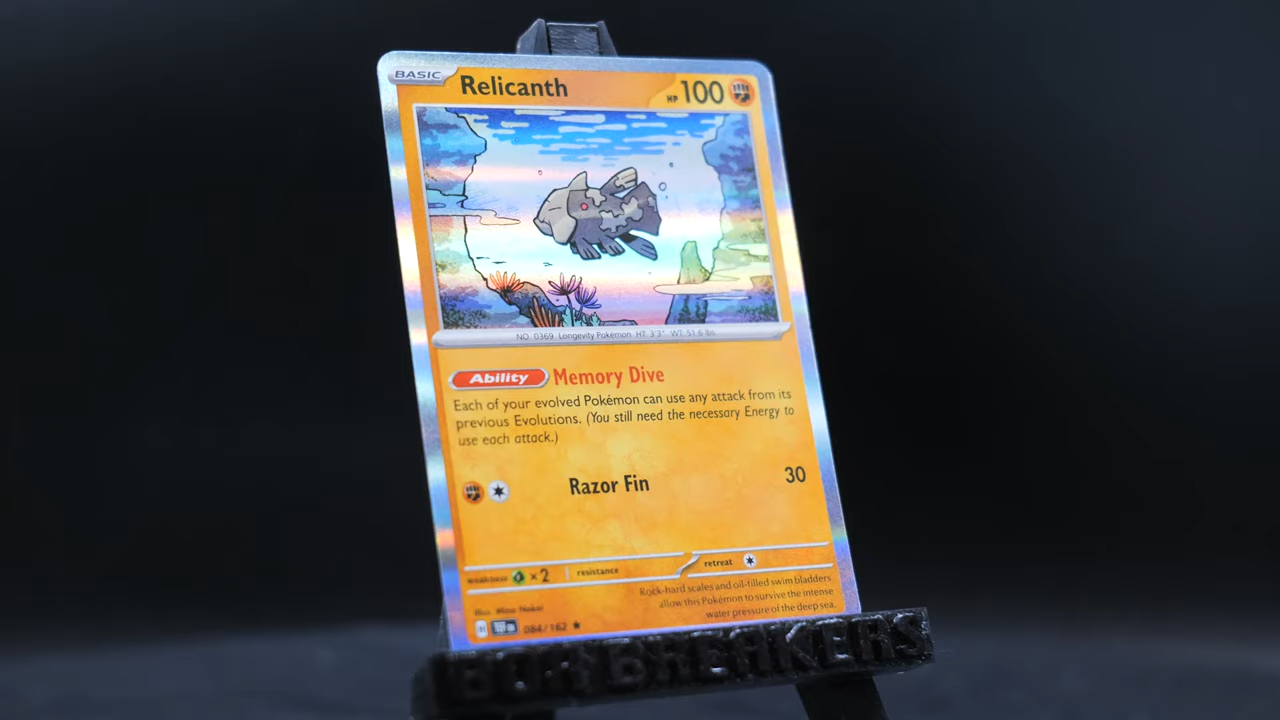 BASIC Relicanth HP 100
NO. 0369 Longevity Pokémon HT: 3'3" WT: 51.6 lbs
Ability Memory Dive
Each of your evolved Pokémon can use any attack from its
previous Evolutions. (You still need the necessary Energy to
use each attack.)
Razor Fin 30
weakness ×2 resistance retreat
Rock-hard scales and oil-filled swim bladders
allow this Pokémon to survive the intense
water pressure of the deep sea.
Illus. Mina Nakai
084/162
BOX BREAKERS